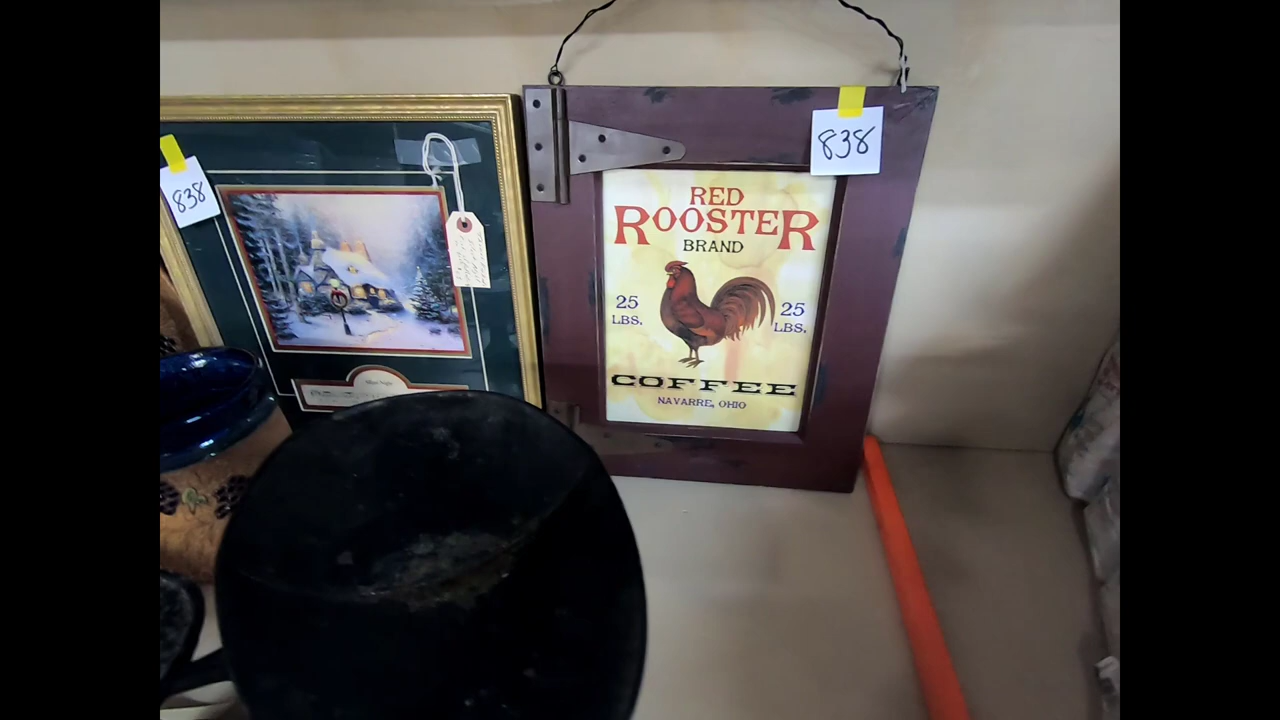 838
838
RED
ROOSTER
BRAND
25
LBS.
25
LBS.
COFFEE
NAVARRE, OHIO